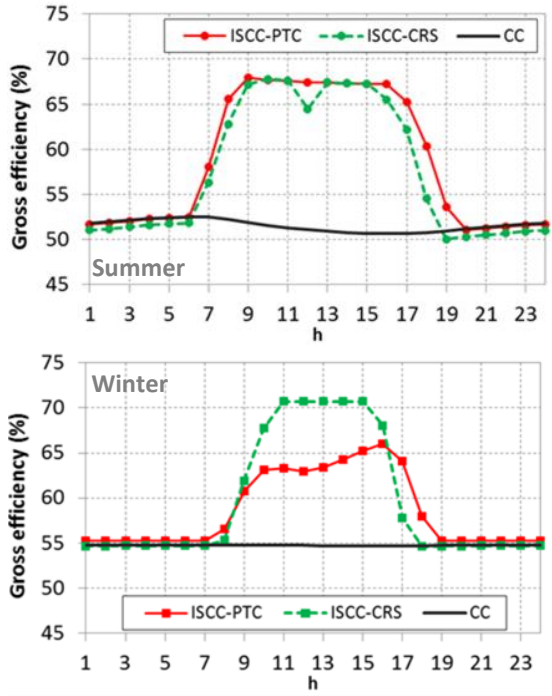 75
ISCC-PTC ISCC-CRS CC
70
65
60
55
50
45
Gross efficiency (%)
Summer
1 3 5 7 9 11 13 15 17 19 21 23
h
75
Winter
70
65
60
55
50
45
Gross efficiency (%)
ISCC-PTC ISCC-CRS CC
1 3 5 7 9 11 13 15 17 19 21 23
h